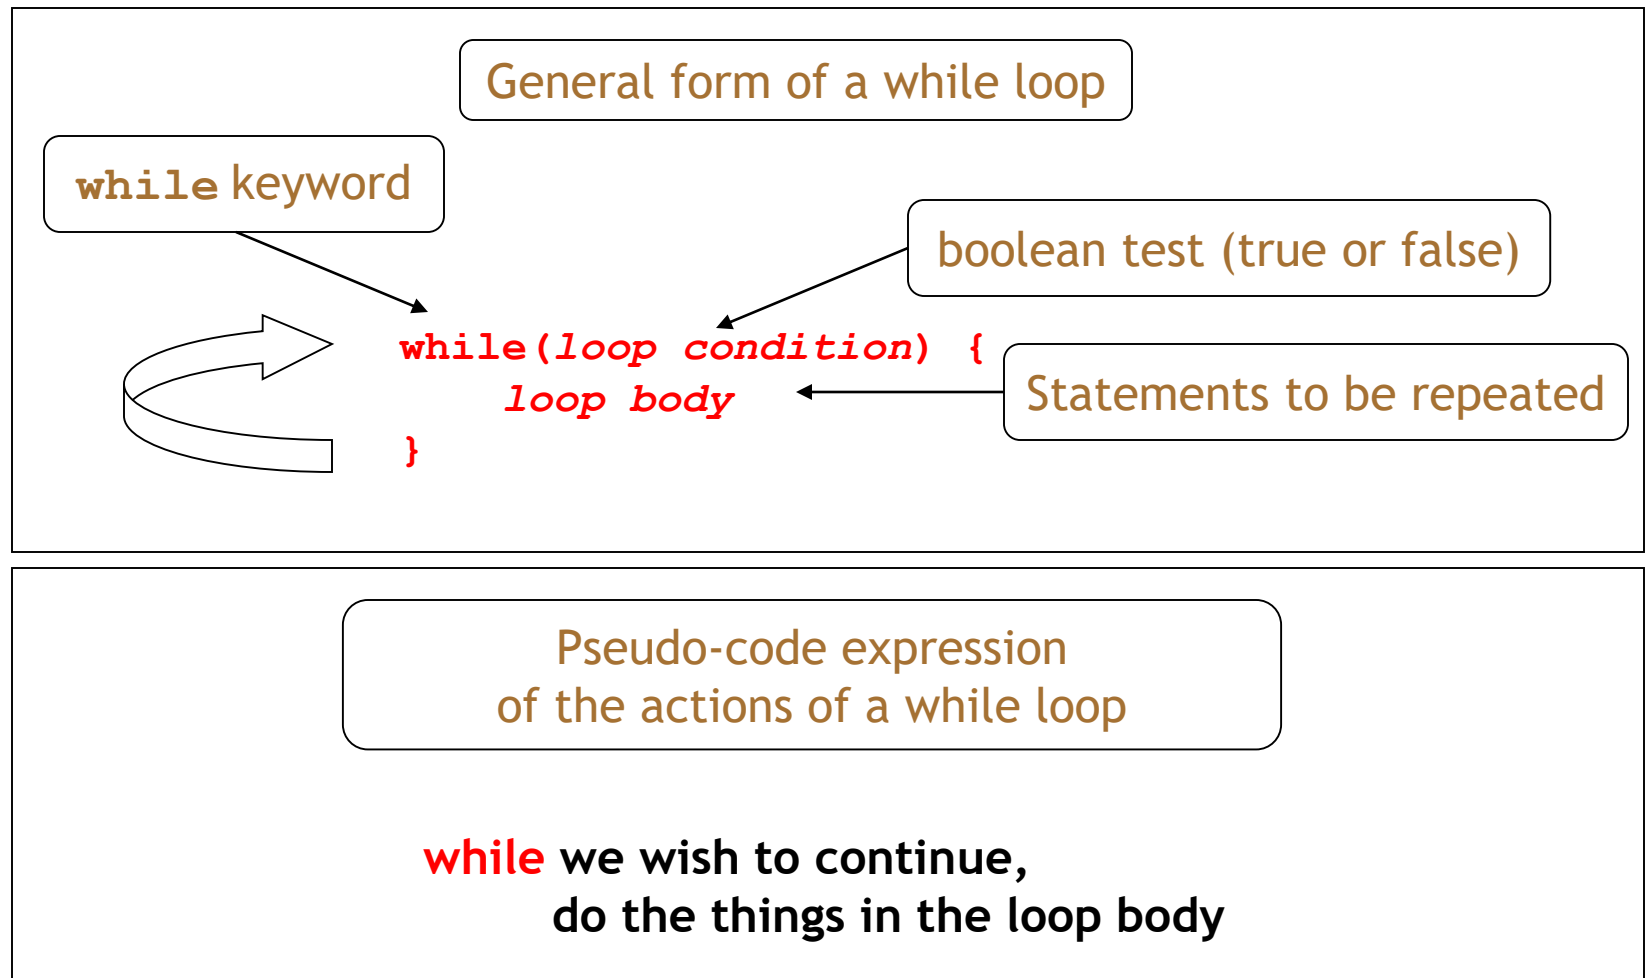 General form of a while loop
while keyword
boolean test (true or false)
while(loop condition) {
loop body
Statements to be repeated
}
Pseudo-code expression
of the actions of a while loop
while we wish to continue,
do the things in the loop body